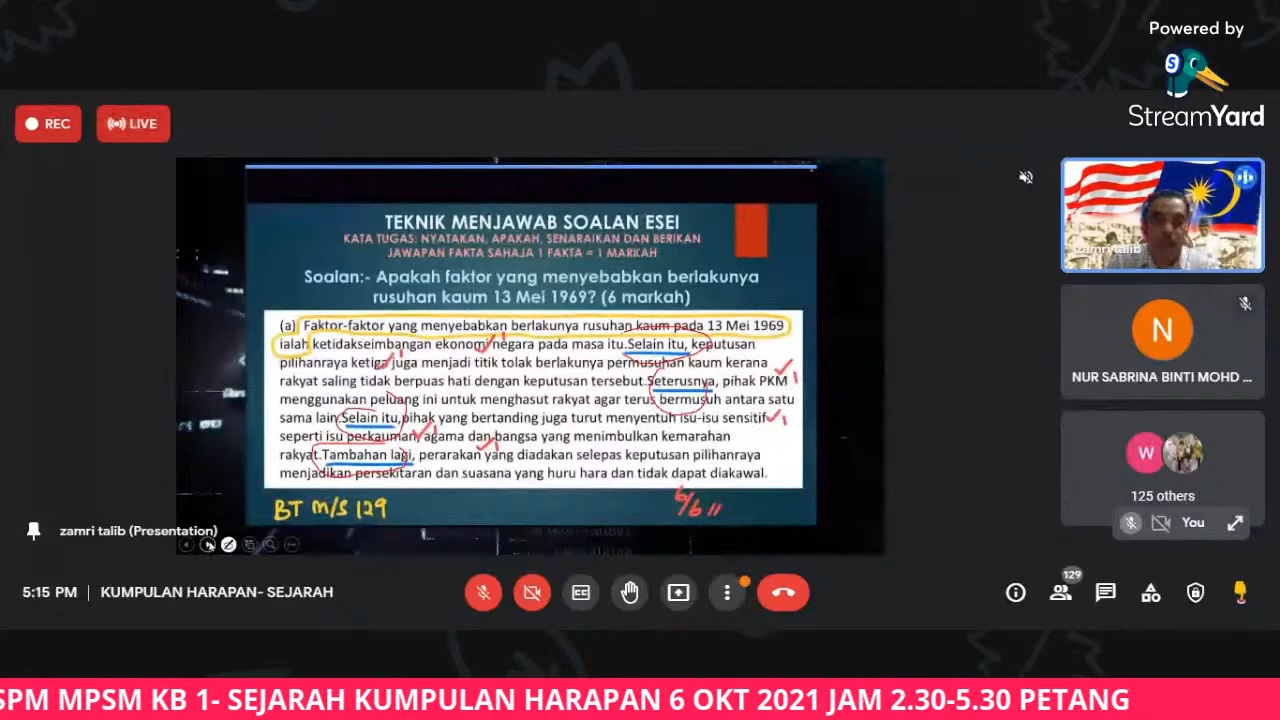 Powered by
StreamYard
REC
LIVE
TEKNIK MENJAWAB SOALAN ESEI
KATA TUGAS: NYATAKAN, APAKAH, SENARAIKAN DAN BERIKAN
JAWAPAN FAKTA SAHAJA 1 FAKTA = 1 MARKAH
Soalan:- Apakah faktor yang menyebabkan berlakunya
rusuhan kaum 13 Mei 1969? (6 markah)
(a) Faktor-faktor yang menyebabkan berlakunya rusuhan kaum pada 13 Mei 1969
ialah ketidakseimbangan ekonomi negara pada masa itu.Selain itu, keputusan
pilihanraya ketiga juga menjadi titik tolak berlakunya permusuhan kaum kerana
rakyat saling tidak berpuas hati dengan keputusan tersebut.Seterusnya, pihak PKM
menggunakan peluang ini untuk menghasut rakyat agar terus bermusuh antara satu
sama lain.Selain itu,pihak yang bertanding juga turut menyentuh isu-isu sensitif
seperti isu perkauman, agama dan bangsa yang menimbulkan kemarahan
rakyat.Tambahan lagi, perarakan yang diadakan selepas keputusan pilihanraya
menjadikan persekitaran dan suasana yang huru hara dan tidak dapat diakawal.
BT M/S 129
6/6
zamri talib
zamri talib (Presentation)
N
NUR SABRINA BINTI MOHD ...
W
125 others
You
5:15 PM | KUMPULAN HARAPAN- SEJARAH
CC
129
SPM MPSM KB 1- SEJARAH KUMPULAN HARAPAN 6 OKT 2021 JAM 2.30-5.30 PETANG